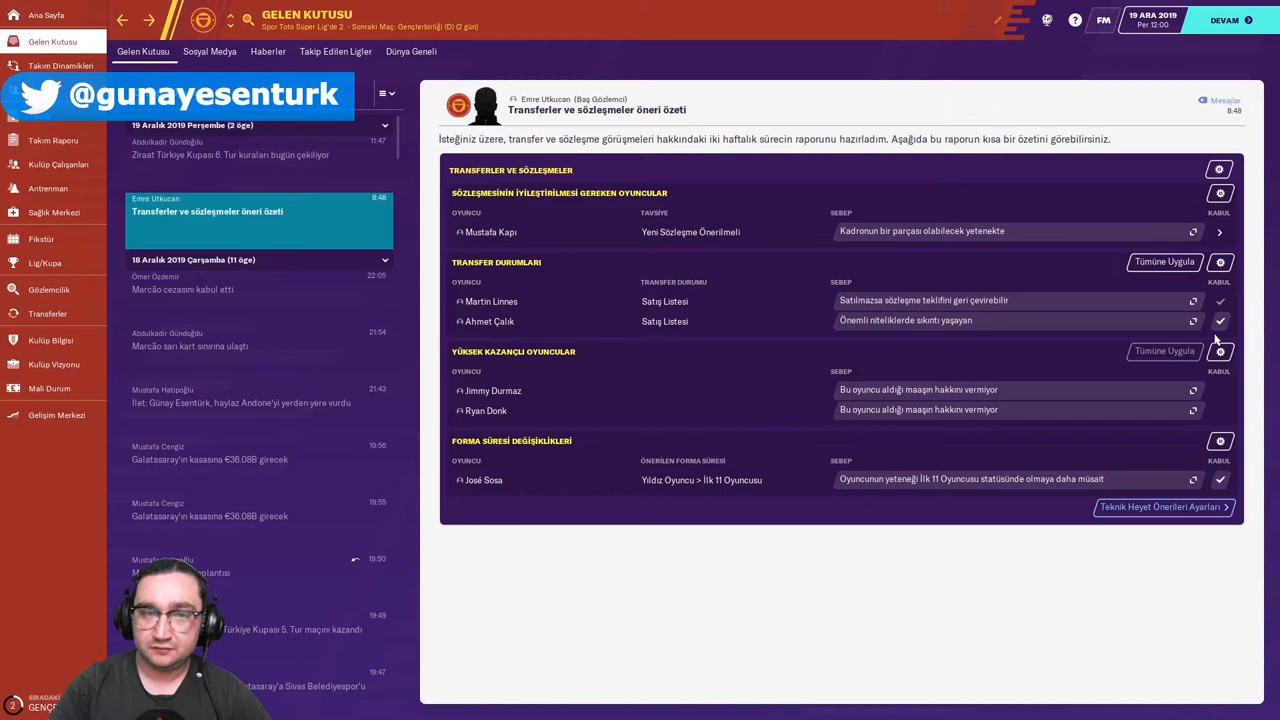 Ana Sayfa
GELEN KUTUSU
Spor Toto Süper Lig'de 2. - Sonraki Maç: Gençlerbirliği (D) (2 gün)
FM
19 ARA 2019
Per 12:00
DEVAM
Gelen Kutusu
Takım Dinamikleri
Takım Raporu
Kulüp Çalışanları
Antrenman
Sağlık Merkezi
Fikstür
Lig/Kupa
Gözlemcilik
Transferler
Kulüp Bilgisi
Kulüp Vizyonu
Mali Durum
Gelişim Merkezi
SIRADAKİ
2
Gelen Kutusu
Sosyal Medya
Haberler
Takip Edilen Ligler
Dünya Geneli
@gunayesenturk
19 Aralık 2019 Perşembe (2 öge)
Abdulkadir Gündoğdu
11:47
Ziraat Türkiye Kupası 6. Tur kuraları bugün çekiliyor
Emre Utkucan
8:48
Transferler ve sözleşmeler öneri özeti
18 Aralık 2019 Çarşamba (11 öge)
Ömer Özdemir
22:05
Marcão cezasını kabul etti
Abdulkadir Gündoğdu
21:54
Marcão sarı kart sınırına ulaştı
Mustafa Hatipoğlu
21:43
İlet: Günay Esentürk, haylaz Andone'yi yerden yere vurdu
Mustafa Cengiz
19:56
Galatasaray'ın kasasına €36.08B girecek
Mustafa Cengiz
19:55
Galatasaray'ın kasasına €36.08B girecek
19:50
19:49
Türkiye Kupası 5. Tur maçını kazandı
19:47
Sivas Belediyespor'u
Emre Utkucan (Baş Gözlemci)
Transferler ve sözleşmeler öneri özeti
Mesajlar
8:48
İsteğiniz üzere, transfer ve sözleşme görüşmeleri hakkındaki iki haftalık sürecin raporunu hazırladım. Aşağıda bu raporun kısa bir özetini görebilirsiniz.
TRANSFERLER VE SÖZLEŞMELER
SÖZLEŞMESİNİN İYİLEŞTİRİLMESİ GEREKEN OYUNCULAR
OYUNCU
TAVSİYE
SEBEP
KABUL
Mustafa Kapı
Yeni Sözleşme Önerilmeli
Kadronun bir parçası olabilecek yetenekte
TRANSFER DURUMLARI
Tümüne Uygula
OYUNCU
TRANSFER DURUMU
SEBEP
KABUL
Martin Linnes
Satış Listesi
Satılmazsa sözleşme teklifini geri çevirebilir
Ahmet Çalık
Satış Listesi
Önemli niteliklerde sıkıntı yaşayan
YÜKSEK KAZANÇLI OYUNCULAR
Tümüne Uygula
OYUNCU
SEBEP
KABUL
Jimmy Durmaz
Bu oyuncu aldığı maaşın hakkını vermiyor
Ryan Donk
Bu oyuncu aldığı maaşın hakkını vermiyor
FORMA SÜRESİ DEĞİŞİKLİKLERİ
OYUNCU
ÖNERİLEN FORMA SÜRESİ
SEBEP
KABUL
José Sosa
Yıldız Oyuncu > İlk 11 Oyuncusu
Oyuncunun yeteneği İlk 11 Oyuncusu statüsünde olmaya daha müsait
Teknik Heyet Önerileri Ayarları